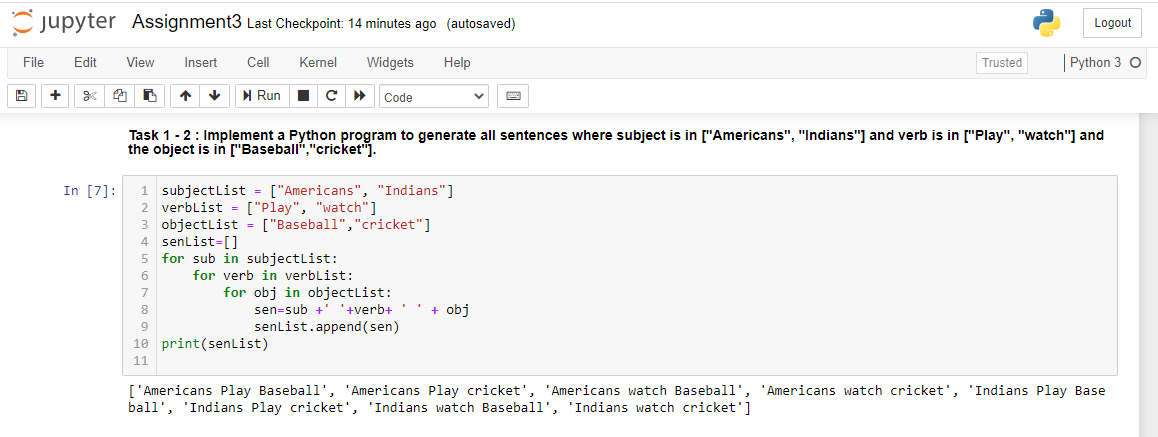 jupyter Assignment3 Last Checkpoint: 14 minutes ago (autosaved) Logout
File Edit View Insert Cell Kernel Widgets Help Trusted Python 3
Run Code
Task 1 - 2 : Implement a Python program to generate all sentences where subject is in ["Americans", "Indians"] and verb is in ["Play", "watch"] and
the object is in ["Baseball","cricket"].
In [7]: 1 subjectList = ["Americans", "Indians"]
2 verbList = ["Play", "watch"]
3 objectList = ["Baseball","cricket"]
4 senList=[]
5 for sub in subjectList:
6     for verb in verbList:
7         for obj in objectList:
8             sen=sub +' '+verb+ ' ' + obj
9             senList.append(sen)
10 print(senList)
11
['Americans Play Baseball', 'Americans Play cricket', 'Americans watch Baseball', 'Americans watch cricket', 'Indians Play Base
ball', 'Indians Play cricket', 'Indians watch Baseball', 'Indians watch cricket']